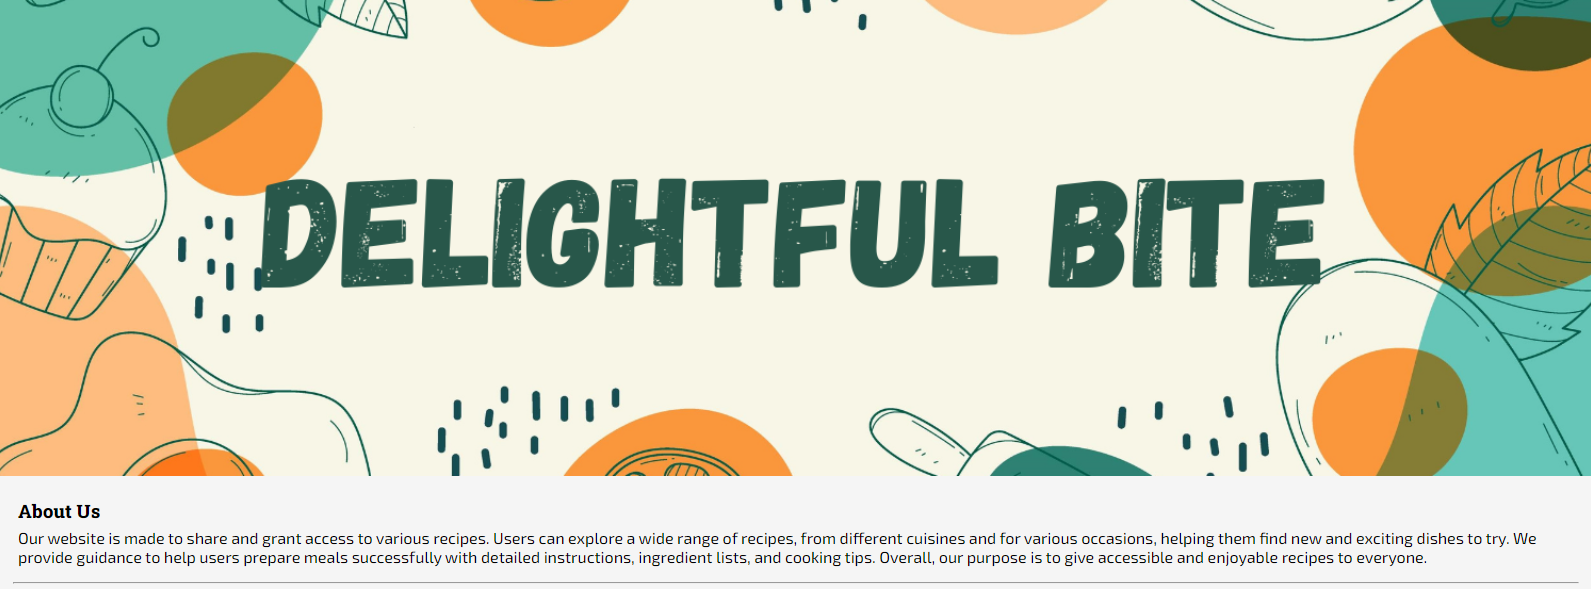 DELIGHTFUL BITE
About Us
Our website is made to share and grant access to various recipes. Users can explore a wide range of recipes, from different cuisines and for various occasions, helping them find new and exciting dishes to try. We
provide guidance to help users prepare meals successfully with detailed instructions, ingredient lists, and cooking tips. Overall, our purpose is to give accessible and enjoyable recipes to everyone.